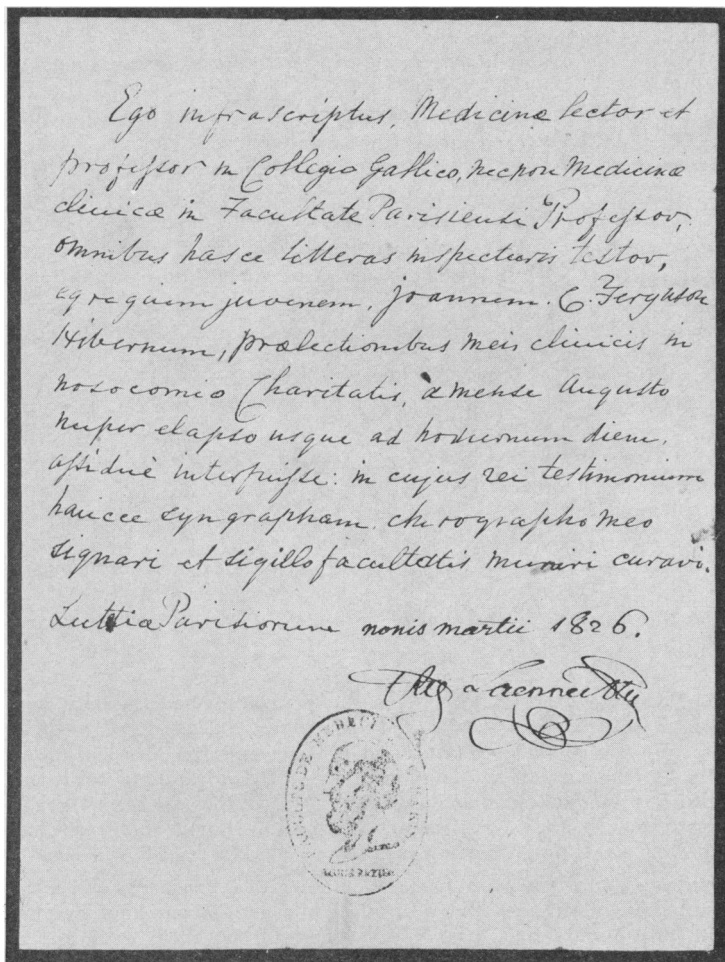 Ego infrascriptus, Medicinæ lector et
professor in Collegio Gallico, necnon Medicinæ
clinicæ in Facultate Parisiensi Professor,
omnibus hasce litteras inspecturis testor,
egregium juvenem, Joannem. C. Ferguson
Hibernum, prælectionibus meis clinicis in
nosocomio Charitatis, à mense Augusto
nuper elapso usque ad hodiernum diem,
assiduè interfuisse: in cujus rei testimonium
hancce syngrapham chirographo meo
signari et sigillo facultatis muniri curavi.
Lutetiæ Parisiorum nonis martii 1826.
Laennec